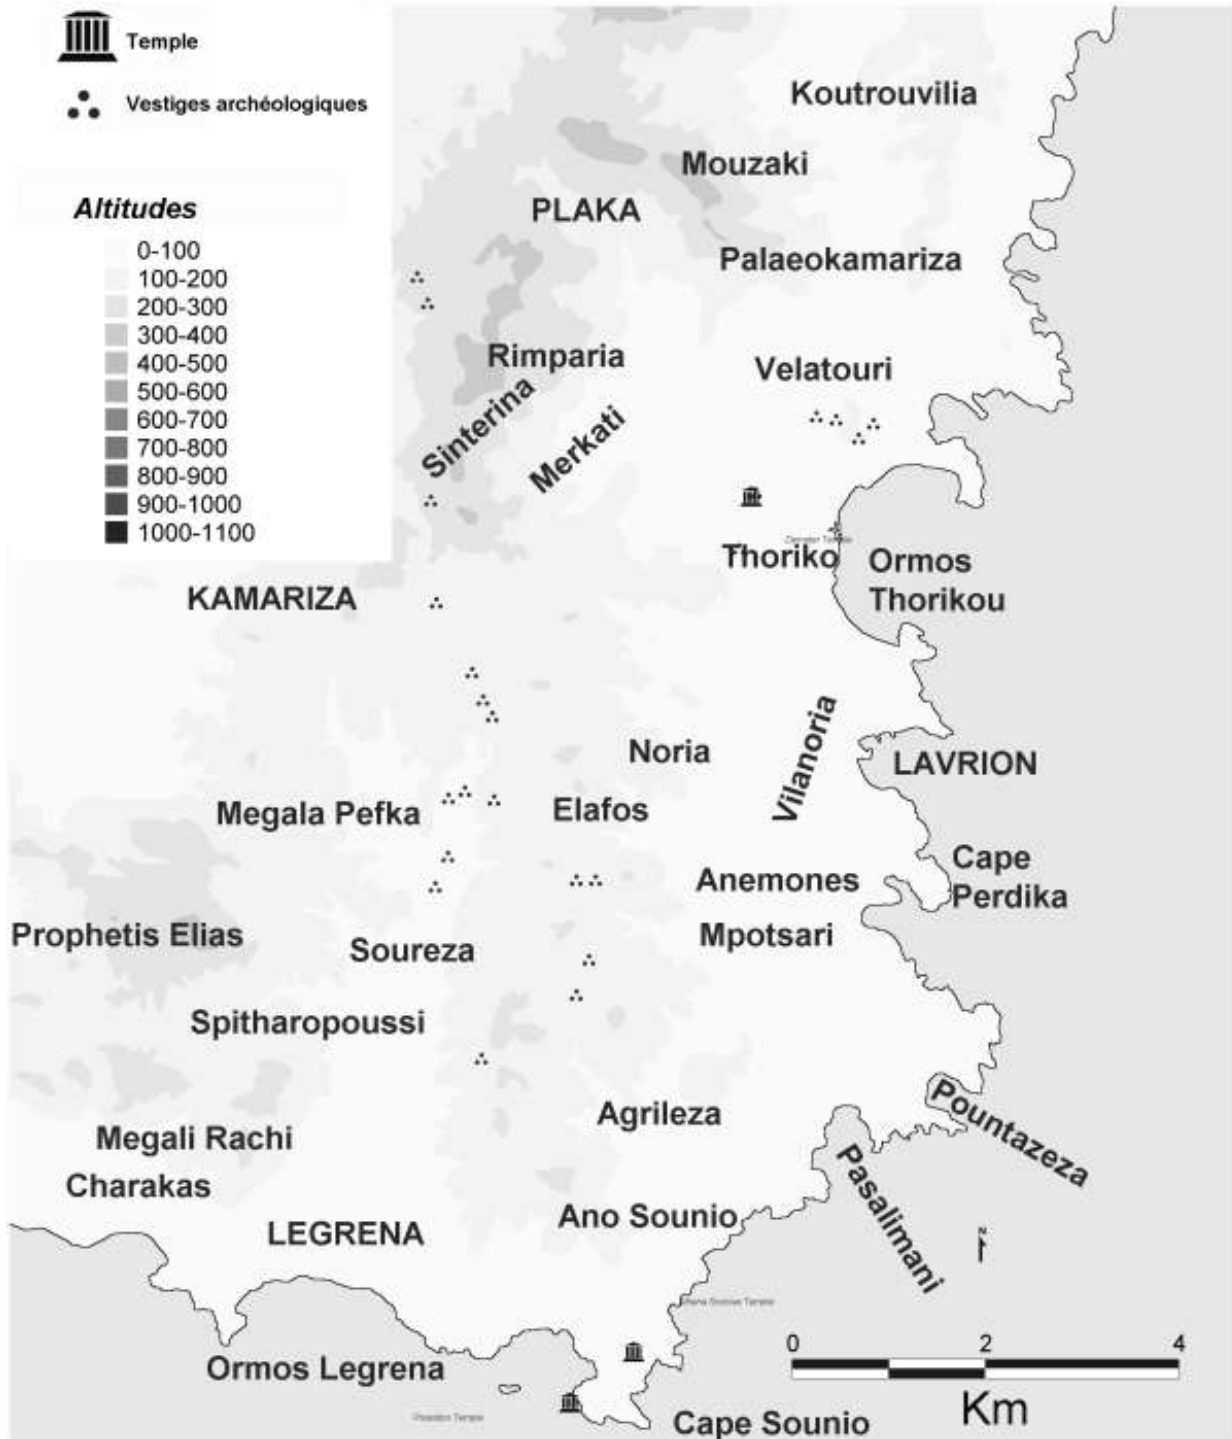 Temple
Vestiges archéologiques
Altitudes
0-100
100-200
200-300
300-400
400-500
500-600
600-700
700-800
800-900
900-1000
1000-1100
Koutrouvilia
Mouzaki
PLAKA
Palaeokamariza
Rimparia
Velatouri
Sinterina
Merkati
Thoriko
Ormos
Thorikou
KAMARIZA
Noria
Vilanoria
LAVRION
Megala Pefka
Elafos
Cape
Perdika
Anemones
Prophetis Elias
Soureza
Mpotsari
Spitharopoussi
Agrileza
Pountazeza
Megali Rachi
Pasalimani
Charakas
Ano Sounio
LEGRENA
N
Ormos Legrena
Poseidon Temple
Cape Sounio
0 2 4
Km